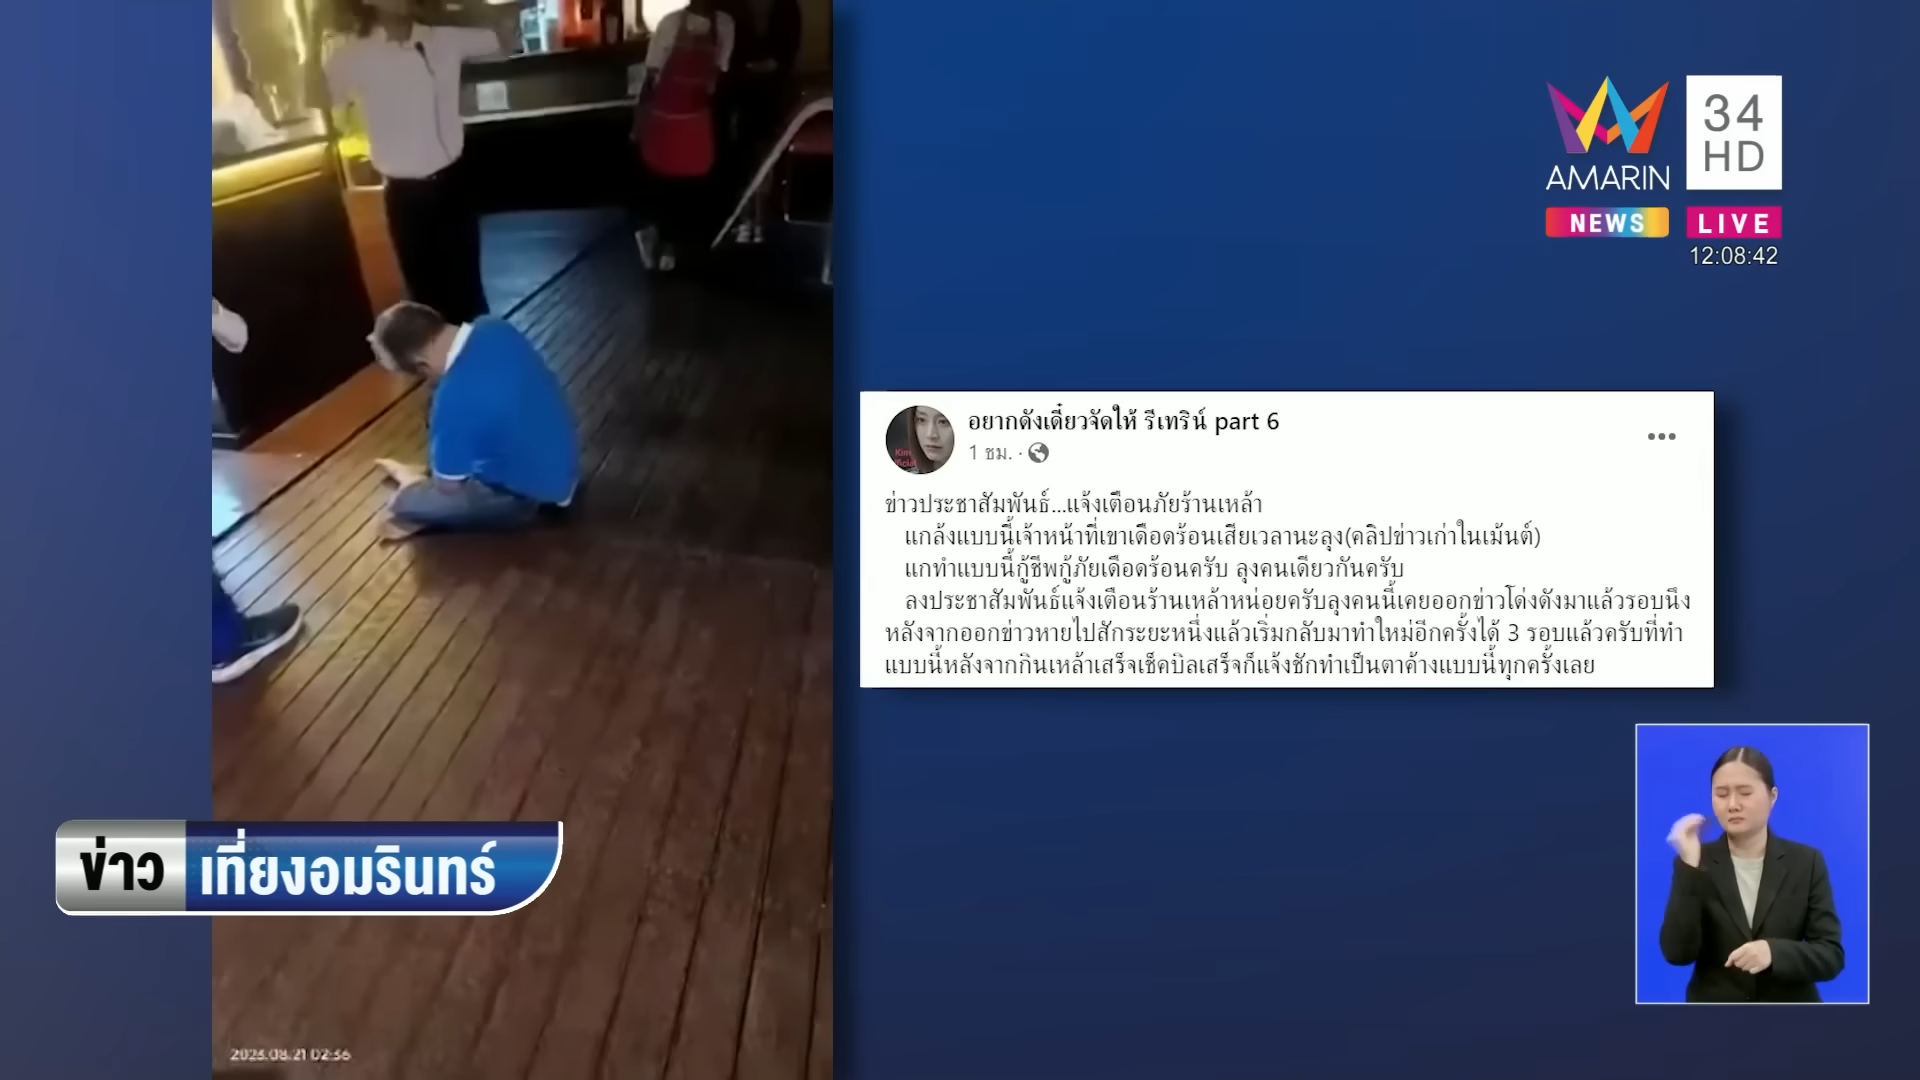 AMARIN
34
HD
NEWS
LIVE
12:08:42
อยากดังเดี๋ยวจัดให้ รีเทริน์ part 6
1 ชม.
ข่าวประชาสัมพันธ์...แจ้งเตือนภัยร้านเหล้า
แกล้งแบบนี้เจ้าหน้าที่เขาเดือดร้อนเสียเวลานะลุง(คลิปข่าวเก่าในเม้นต์)
แกทำแบบนี้กู้ชีพกู้ภัยเดือดร้อนครับ ลุงคนเดียวกันครับ
ลงประชาสัมพันธ์แจ้งเตือนร้านเหล้าหน่อยครับลุงคนนี้เคยออกข่าวโด่งดังมาแล้วรอบนึง
หลังจากออกข่าวหายไปสักระยะหนึ่งแล้วเริ่มกลับมาทำใหม่อีกครั้งได้ 3 รอบแล้วครับที่ทำ
แบบนี้หลังจากกินเหล้าเสร็จเช็คบิลเสร็จก็แจ้งชักทำเป็นตาค้างแบบนี้ทุกครั้งเลย
ข่าว เที่ยงอมรินทร์
2023.08.21 02:36